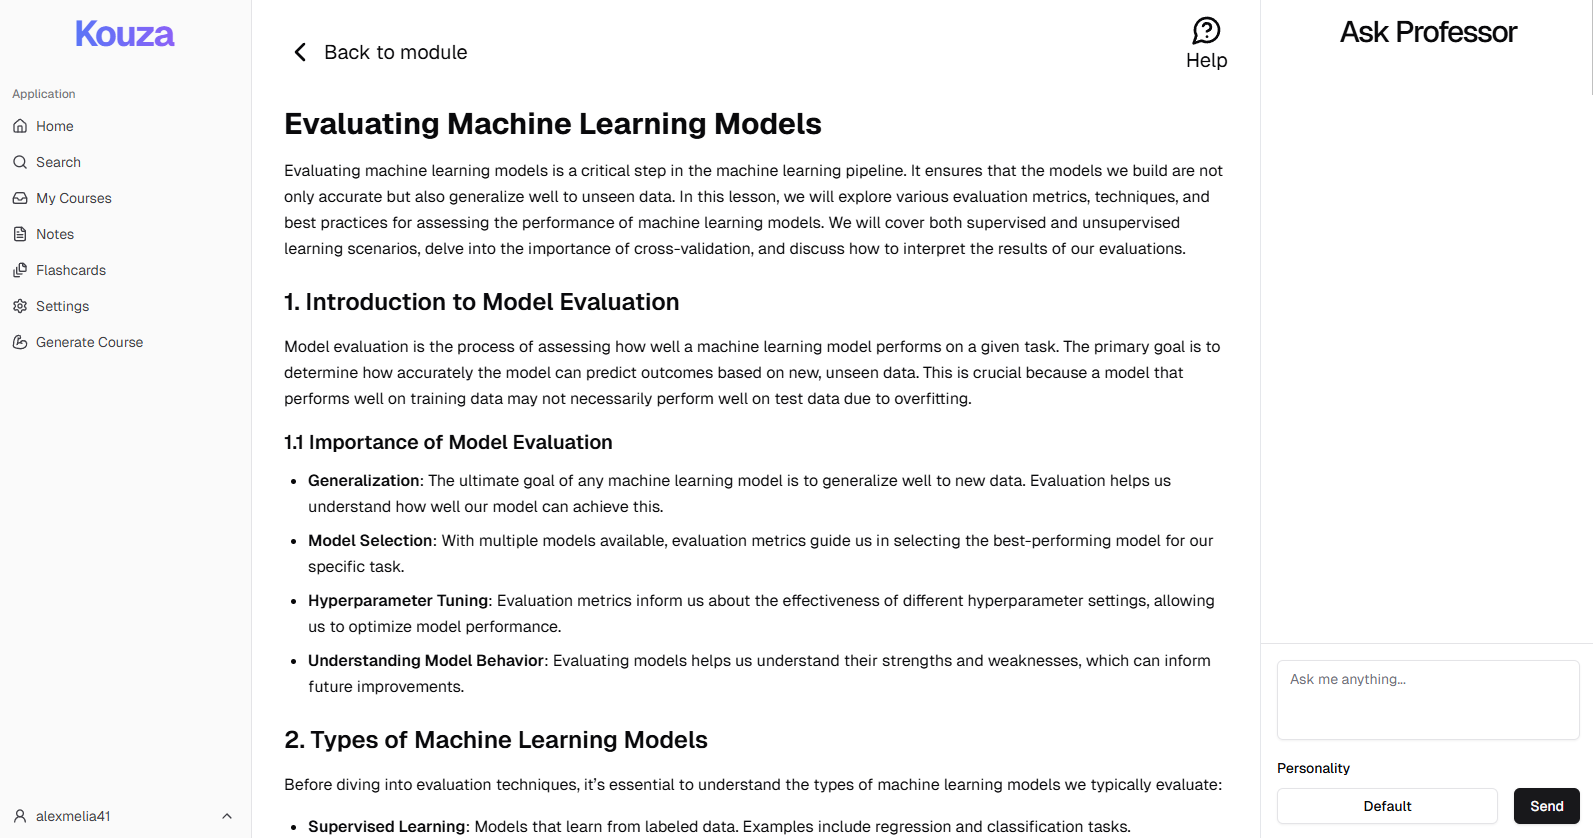 Kouza
Application
Home
Search
My Courses
Notes
Flashcards
Settings
Generate Course
alexmelia41
Back to module
Help
Evaluating Machine Learning Models
Evaluating machine learning models is a critical step in the machine learning pipeline. It ensures that the models we build are not
only accurate but also generalize well to unseen data. In this lesson, we will explore various evaluation metrics, techniques, and
best practices for assessing the performance of machine learning models. We will cover both supervised and unsupervised
learning scenarios, delve into the importance of cross-validation, and discuss how to interpret the results of our evaluations.
1. Introduction to Model Evaluation
Model evaluation is the process of assessing how well a machine learning model performs on a given task. The primary goal is to
determine how accurately the model can predict outcomes based on new, unseen data. This is crucial because a model that
performs well on training data may not necessarily perform well on test data due to overfitting.
1.1 Importance of Model Evaluation
• Generalization: The ultimate goal of any machine learning model is to generalize well to new data. Evaluation helps us
understand how well our model can achieve this.
• Model Selection: With multiple models available, evaluation metrics guide us in selecting the best-performing model for our
specific task.
• Hyperparameter Tuning: Evaluation metrics inform us about the effectiveness of different hyperparameter settings, allowing
us to optimize model performance.
• Understanding Model Behavior: Evaluating models helps us understand their strengths and weaknesses, which can inform
future improvements.
2. Types of Machine Learning Models
Before diving into evaluation techniques, it’s essential to understand the types of machine learning models we typically evaluate:
• Supervised Learning: Models that learn from labeled data. Examples include regression and classification tasks.
Ask Professor
Ask me anything...
Personality
Default
Send